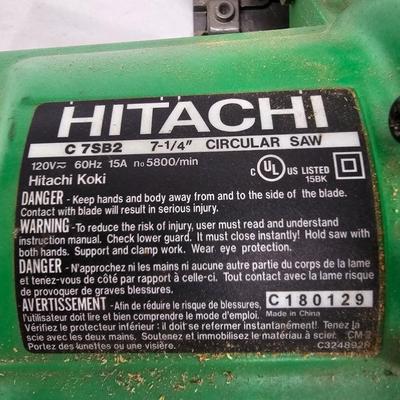 HITACHI
C 7SB2 7-1/4" CIRCULAR SAW
120V≂ 60Hz 15A no5800/min
Hitachi Koki
C UL US LISTED
15BK
DANGER - Keep hands and body away from and to the side of the blade.
Contact with blade will result in serious injury.
WARNING -To reduce the risk of injury, user must read and understand
instruction manual. Check lower guard. It must close instantly! Hold saw with
both hands. Support and clamp work. Wear eye protection.
DANGER - N'approchez ni les mains ni aucune autre partie du corps de la lame
et tenez-vous de côté par rapport à celle-ci. Tout contact avec la lame risque
de provoquer de graves blessures.
AVERTISSEMENT -Afin de réduire le risque de blessures,
l'utilisateur doit lire et bien comprendre le mode d'emploi.
C180129
Made in China
Vérifiez le protecteur inférieur : il doit se refermer instantanément! Tenez la
scie avec les deux mains. Soutenez et immobilisez le matériau à scier. CM-2
Portez des lunettes ou une visière. C324892